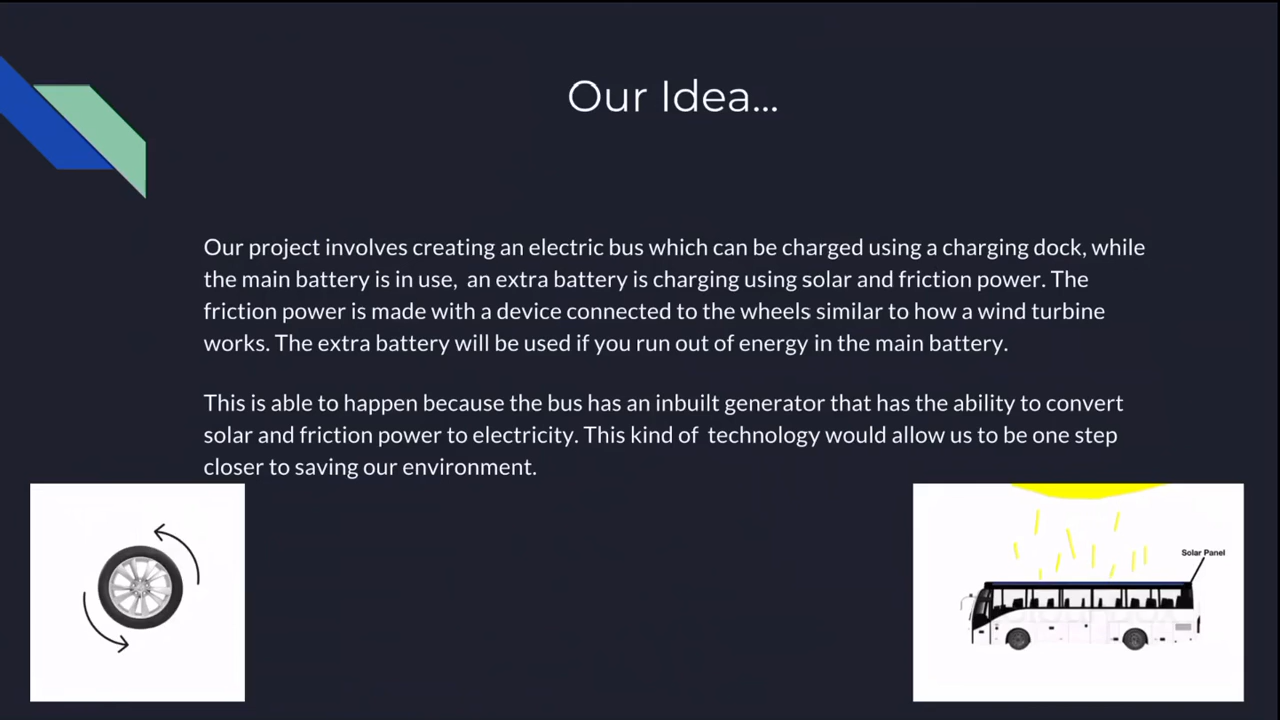 Our Idea...
Our project involves creating an electric bus which can be charged using a charging dock, while
the main battery is in use,  an extra battery is charging using solar and friction power. The
friction power is made with a device connected to the wheels similar to how a wind turbine
works. The extra battery will be used if you run out of energy in the main battery.
This is able to happen because the bus has an inbuilt generator that has the ability to convert
solar and friction power to electricity. This kind of  technology would allow us to be one step
closer to saving our environment.
Solar Panel